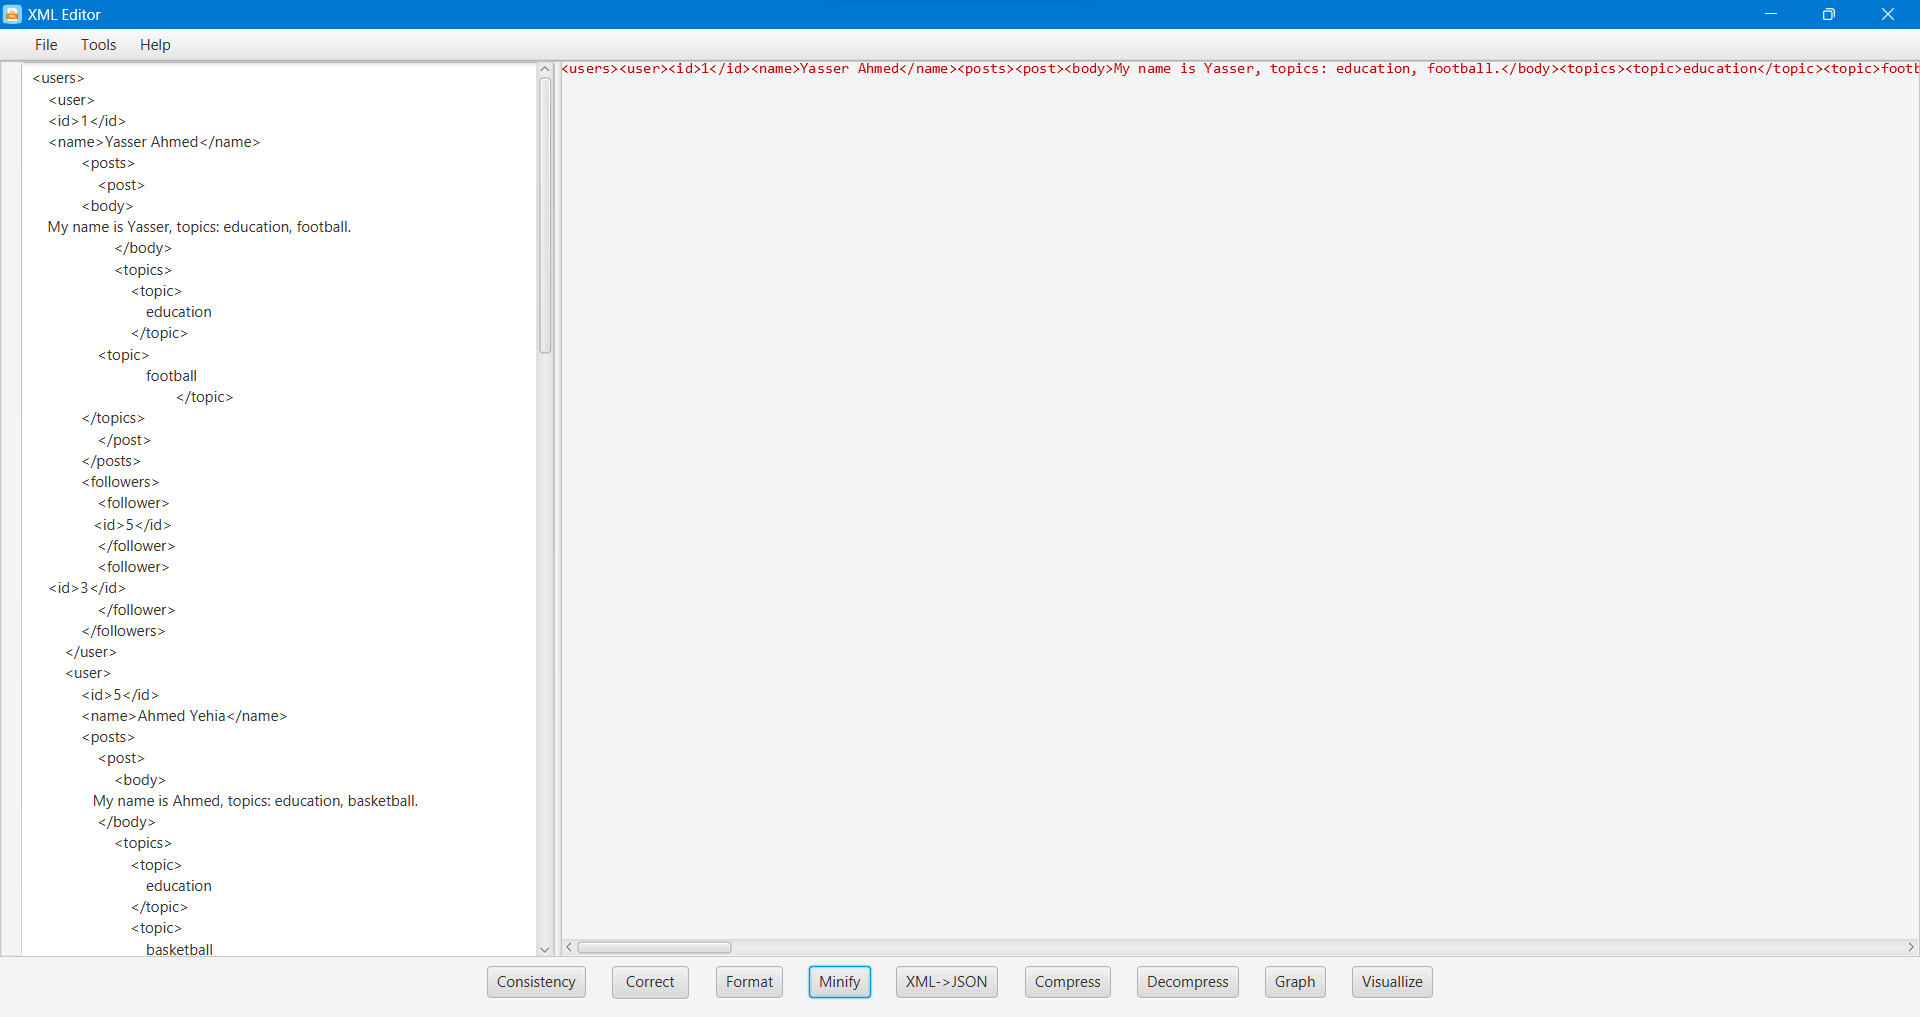 XML Editor
File Tools Help
<users>
<user>
<id>1</id>
<name>Yasser Ahmed</name>
<posts>
<post>
<body>
My name is Yasser, topics: education, football.
</body>
<topics>
<topic>
education
</topic>
<topic>
football
</topic>
</topics>
</post>
</posts>
<followers>
<follower>
<id>5</id>
</follower>
<follower>
<id>3</id>
</follower>
</followers>
</user>
<user>
<id>5</id>
<name>Ahmed Yehia</name>
<posts>
<post>
<body>
My name is Ahmed, topics: education, basketball.
</body>
<topics>
<topic>
education
</topic>
<topic>
basketball
<users><user><id>1</id><name>Yasser Ahmed</name><posts><post><body>My name is Yasser, topics: education, football.</body><topics><topic>education</topic><topic>foot
Consistency Correct Format Minify XML->JSON Compress Decompress Graph Visuallize